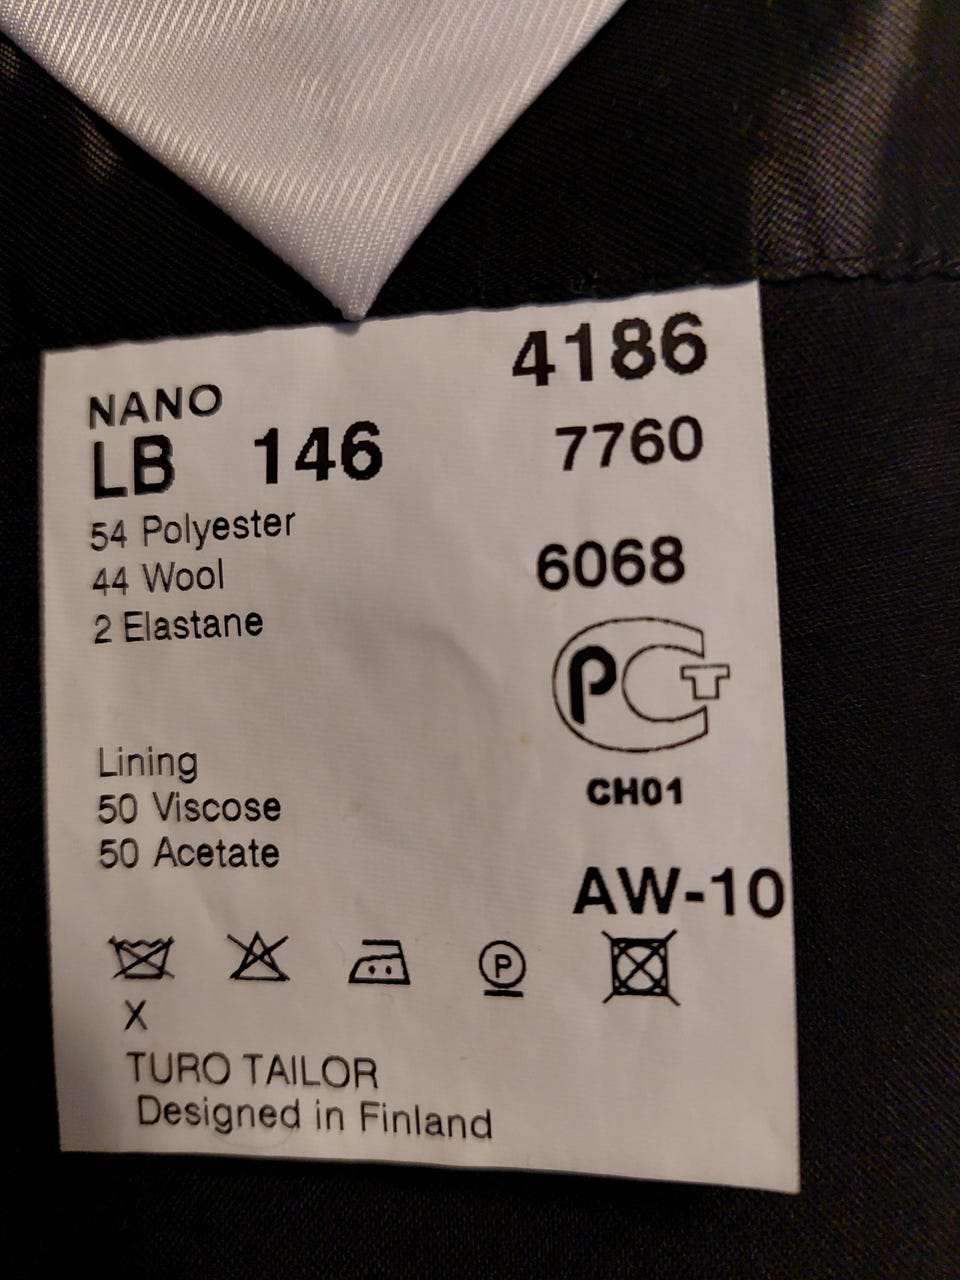 4186
NANO
LB 146
7760
54 Polyester
44 Wool
2 Elastane
6068
РСТ
CH01
Lining
50 Viscose
50 Acetate
AW-10
P
X
TURO TAILOR
Designed in Finland